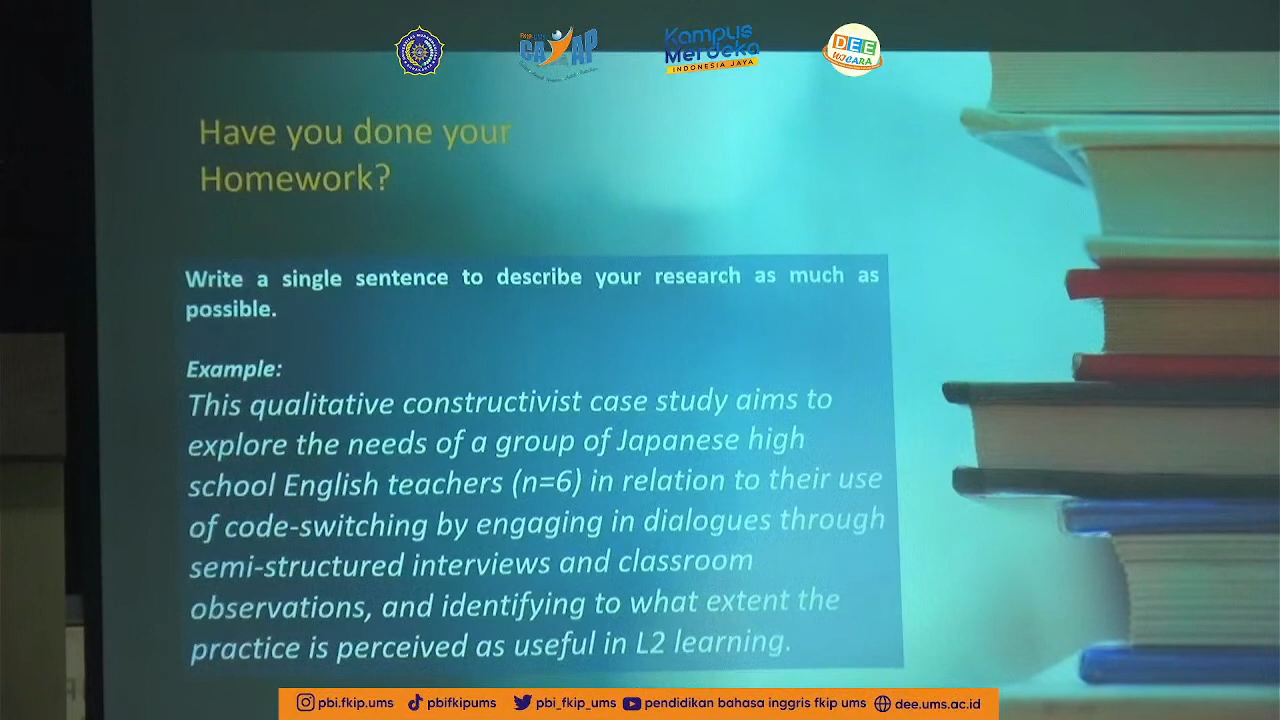 Kampus
Merdeka
INDONESIA JAYA
DEE
WICARA
Have you done your
Homework?
Write a single sentence to describe your research as much as
possible.
Example:
This qualitative constructivist case study aims to
explore the needs of a group of Japanese high
school English teachers (n=6) in relation to their use
of code-switching by engaging in dialogues through
semi-structured interviews and classroom
observations, and identifying to what extent the
practice is perceived as useful in L2 learning.
pbi.fkip.ums pbifkipums pbi_fkip_ums pendidikan bahasa inggris fkip ums dee.ums.ac.id